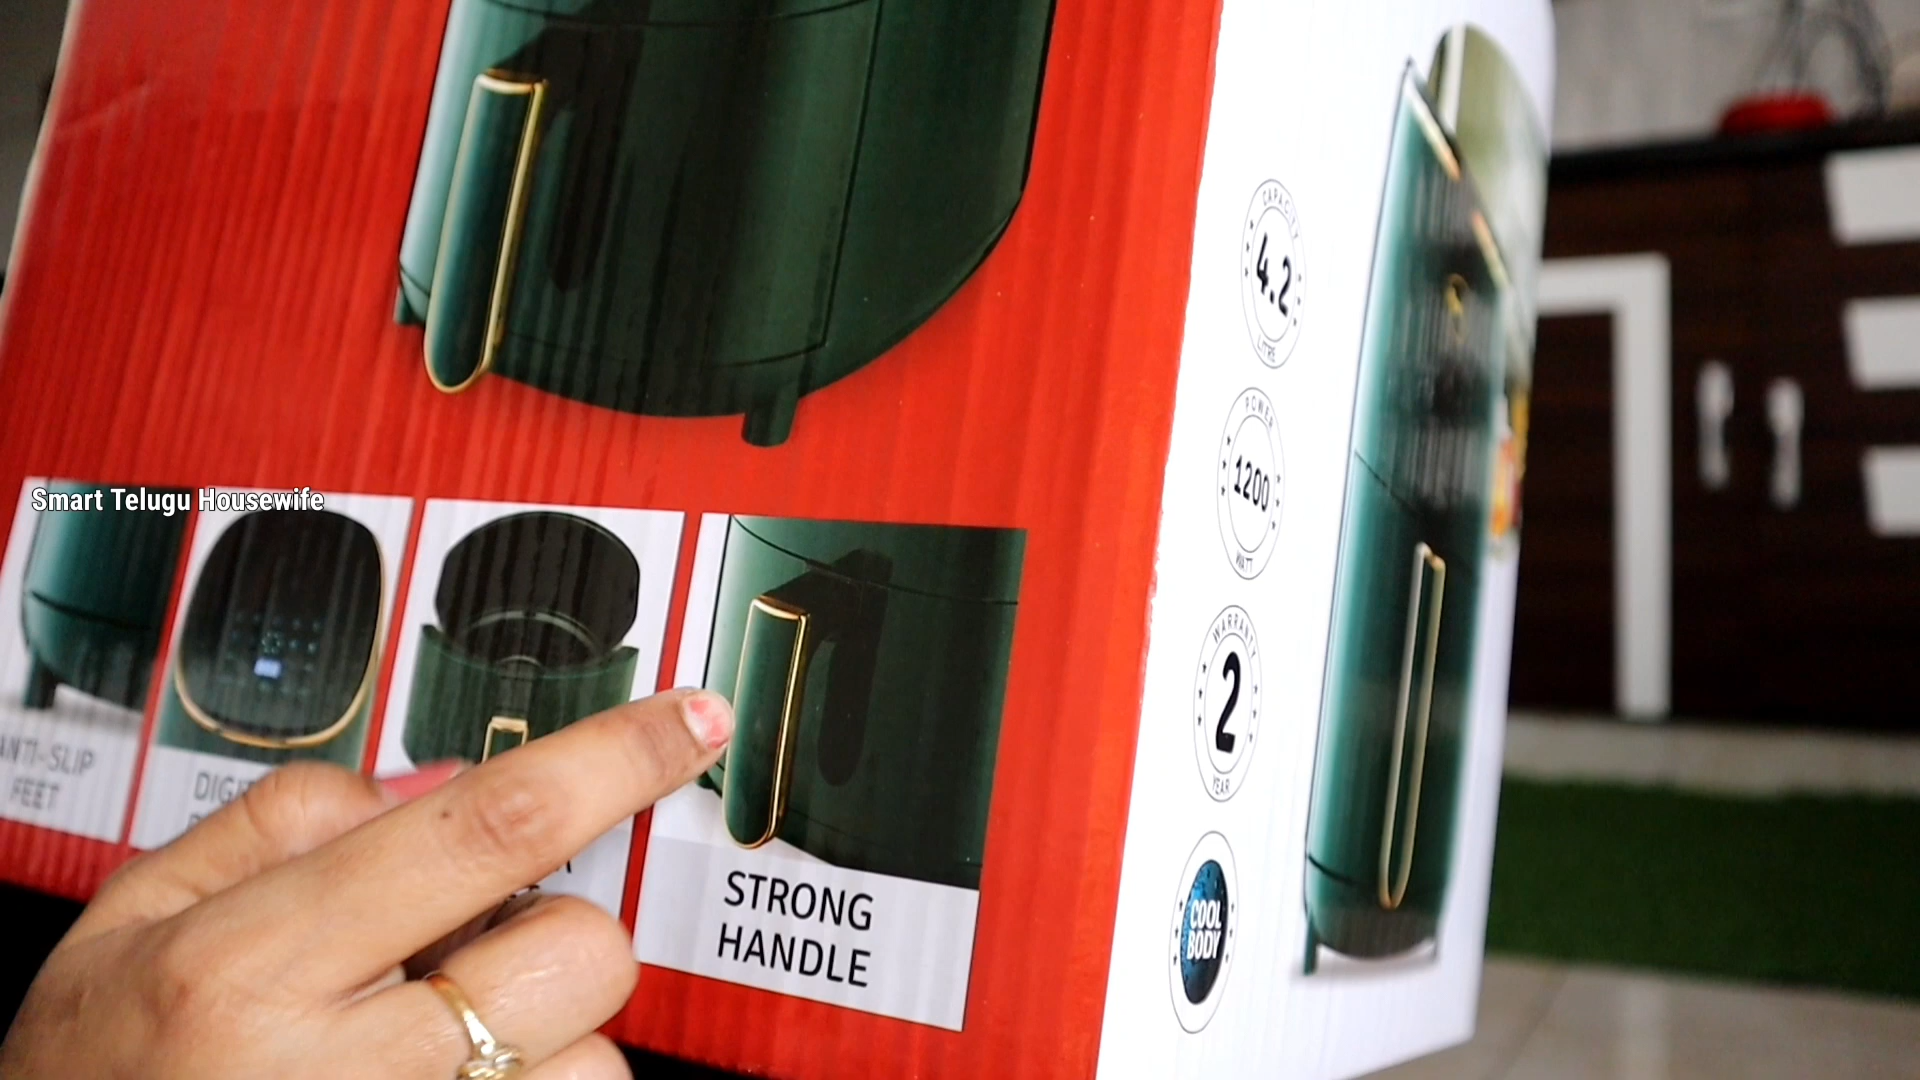 Smart Telugu Housewife
ANTI-SLIP
FEET
STRONG
HANDLE
CAPACITY
4.2
LITRE
POWER
1200
WATT
WARRANTY
2
YEAR
COOL
BODY